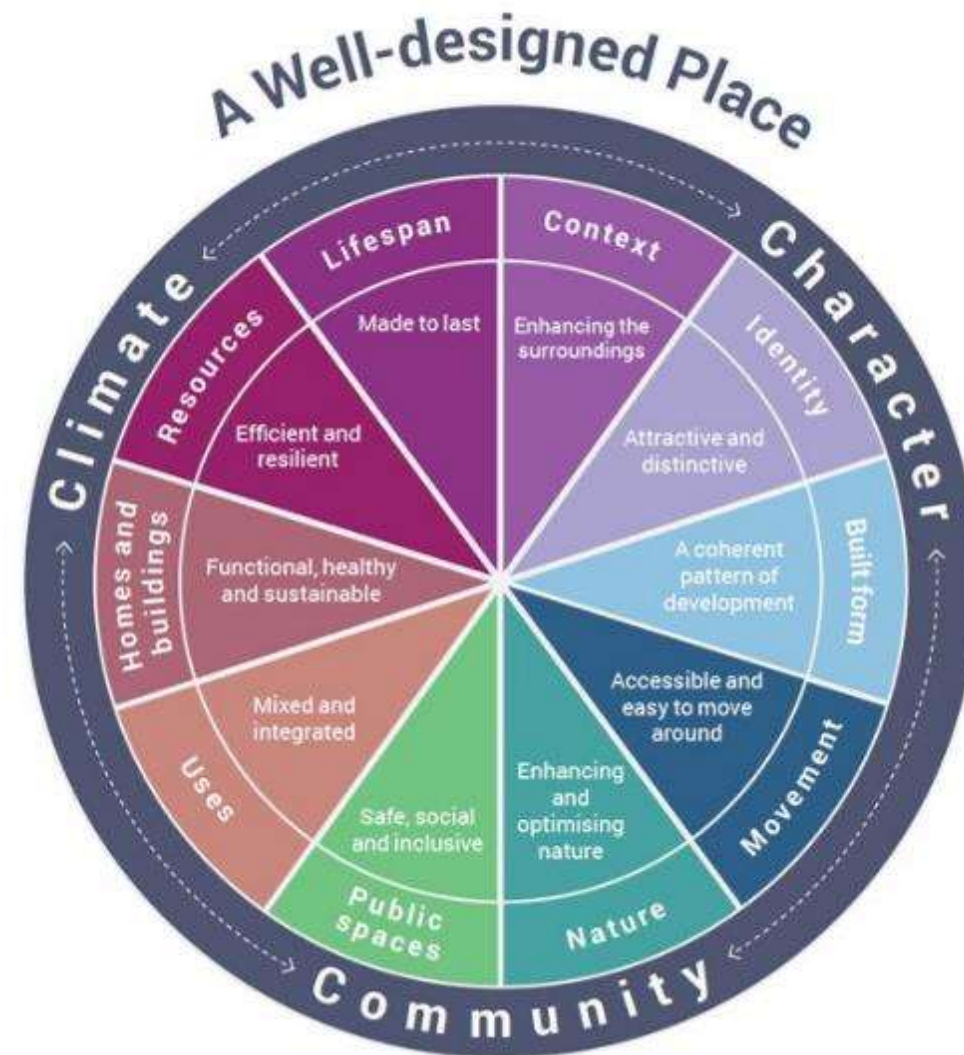 A Well-designed Place
Climate
Character
Community
Context
Enhancing the
surroundings
Identity
Attractive and
distinctive
Built form
A coherent
pattern of
development
Movement
Accessible and
easy to move
around
Nature
Enhancing
and
optimising
nature
Public
spaces
Safe, social
and inclusive
Uses
Mixed and
integrated
Homes and
buildings
Functional, healthy
and sustainable
Resources
Efficient and
resilient
Lifespan
Made to last